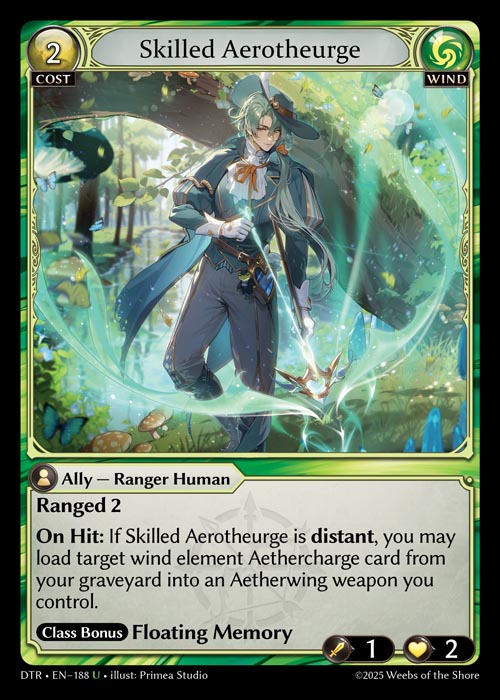 2
COST
Skilled Aerotheurge
WIND
Ally — Ranger Human
Ranged 2
On Hit: If Skilled Aerotheurge is distant, you may
load target wind element Aethercharge card from
your graveyard into an Aetherwing weapon you
control.
Class Bonus Floating Memory
1
2
DTR • EN–188 U • illust: Primea Studio
©2025 Weebs of the Shore